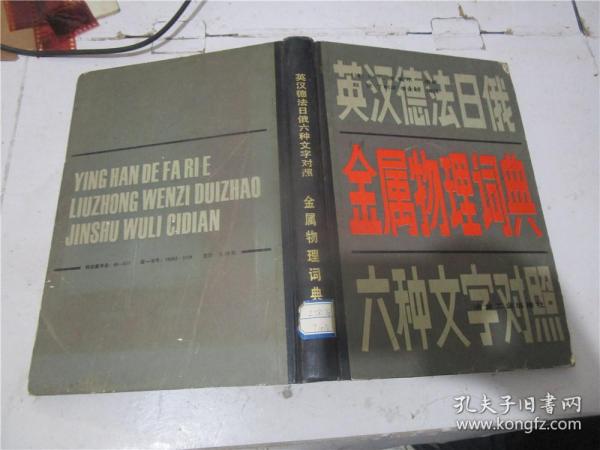 YING HAN DE FA RI E
LIUZHONG WENZI DUIZHAO
JINSHU WULI CIDIAN
英汉德法日俄六种文字对照
金属物理词典
英汉德法日俄
金属物理词典
六种文字对照
孔夫子旧书网
www.kongfz.com